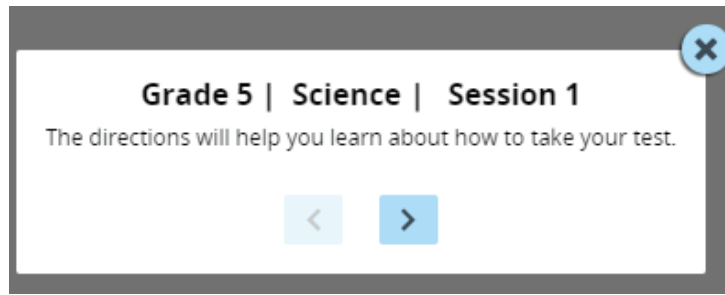 Grade 5 | Science | Session 1
The directions will help you learn about how to take your test.